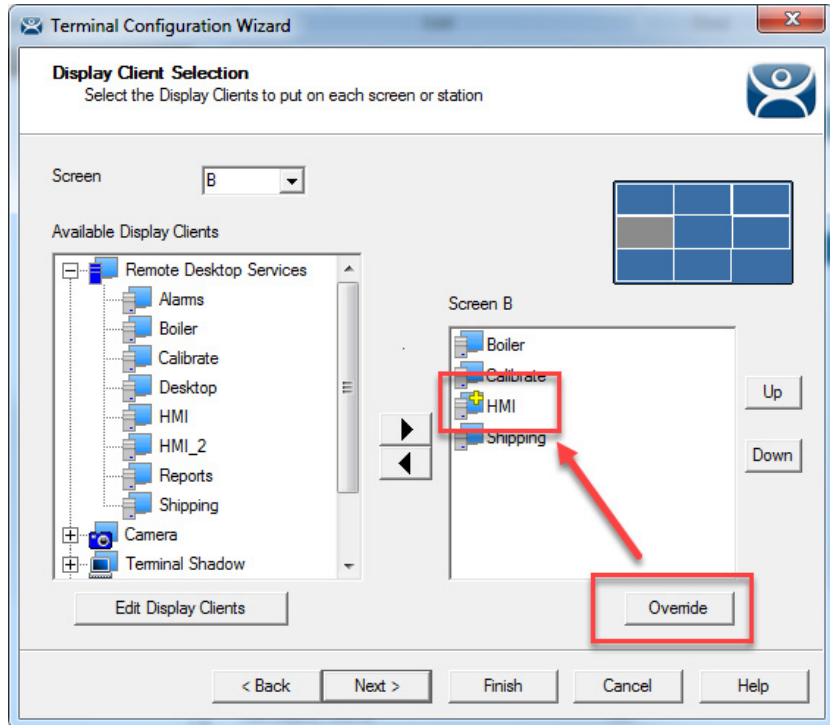 Terminal Configuration Wizard
Display Client Selection
Select the Display Clients to put on each screen or station
Screen
B
Available Display Clients
Remote Desktop Services
Alarms
Boiler
Calibrate
Desktop
HMI
HMI_2
Reports
Shipping
Camera
Terminal Shadow
Edit Display Clients
Screen B
Boiler
Calibrate
HMI
Shipping
Up
Down
Override
< Back
Next >
Finish
Cancel
Help